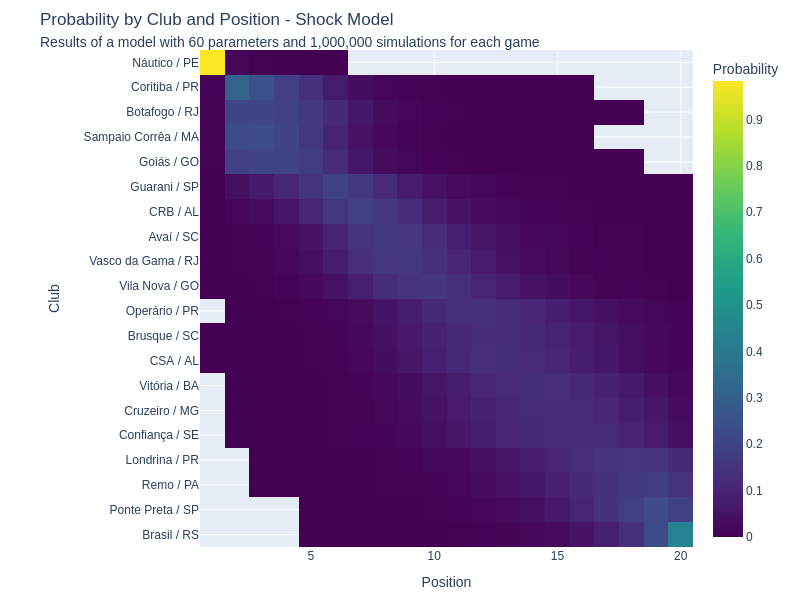 Probability by Club and Position - Shock Model
Results of a model with 60 parameters and 1,000,000 simulations for each game
Probability
Club
Náutico / PE
Coritiba / PR
Botafogo / RJ
Sampaio Corrêa / MA
Goiás / GO
Guarani / SP
CRB / AL
Avaí / SC
Vasco da Gama / RJ
Vila Nova / GO
Operário / PR
Brusque / SC
CSA / AL
Vitória / BA
Cruzeiro / MG
Confiança / SE
Londrina / PR
Remo / PA
Ponte Preta / SP
Brasil / RS
0.9
0.8
0.7
0.6
0.5
0.4
0.3
0.2
0.1
0
5
10
15
20
Position